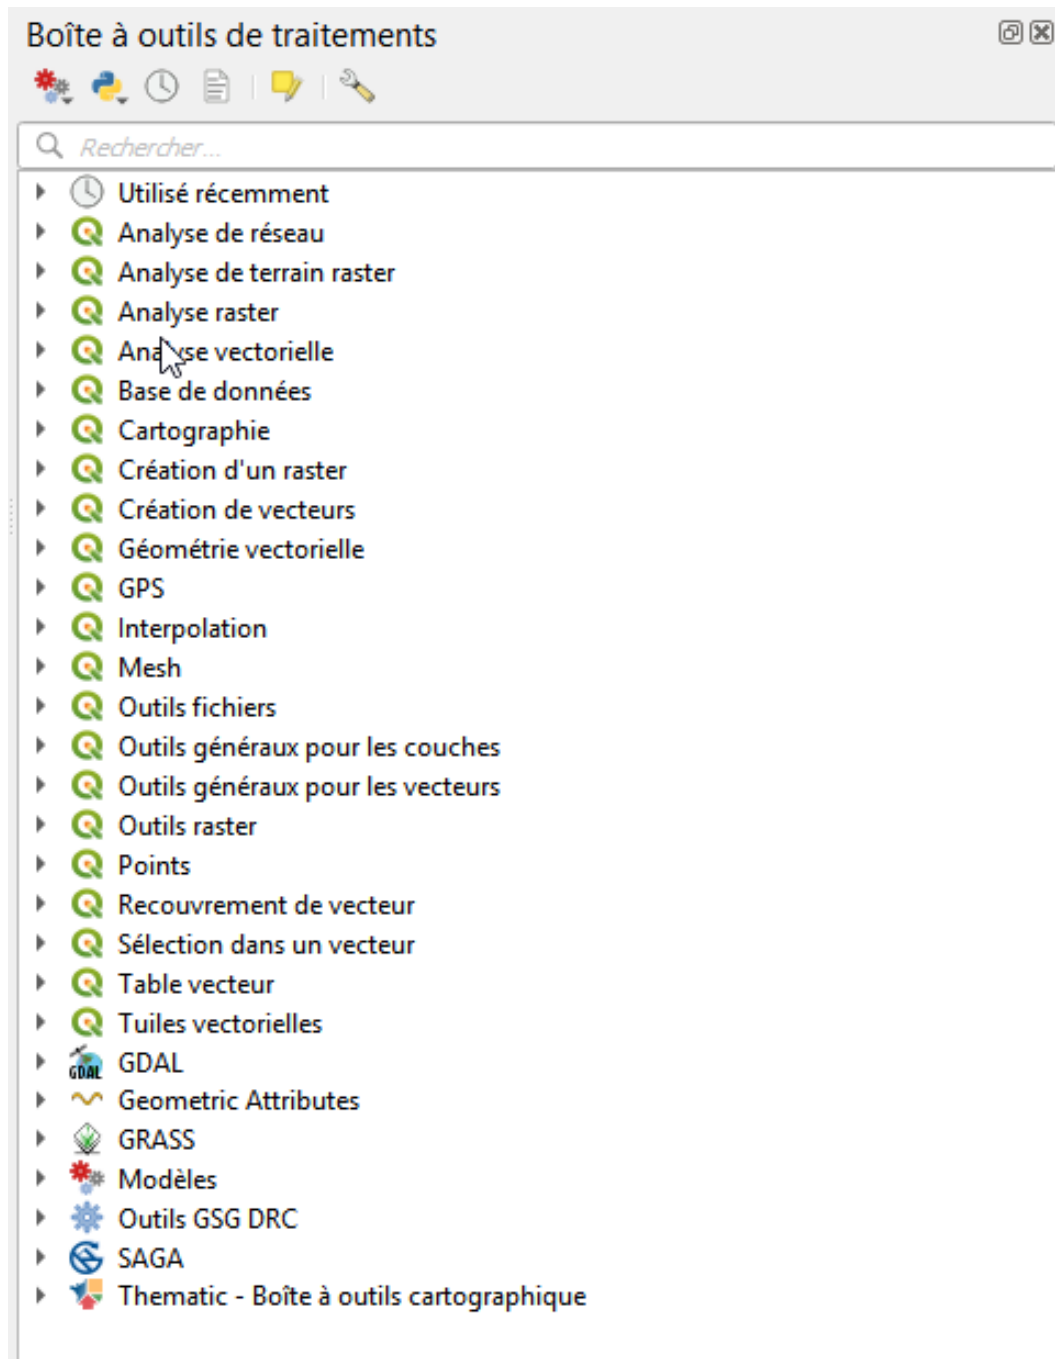 Boîte à outils de traitements
Rechercher...
Utilisé récemment
Analyse de réseau
Analyse de terrain raster
Analyse raster
Analyse vectorielle
Base de données
Cartographie
Création d'un raster
Création de vecteurs
Géométrie vectorielle
GPS
Interpolation
Mesh
Outils fichiers
Outils généraux pour les couches
Outils généraux pour les vecteurs
Outils raster
Points
Recouvrement de vecteur
Sélection dans un vecteur
Table vecteur
Tuiles vectorielles
GDAL GDAL
Geometric Attributes
GRASS
Modèles
Outils GSG DRC
SAGA
Thematic - Boîte à outils cartographique